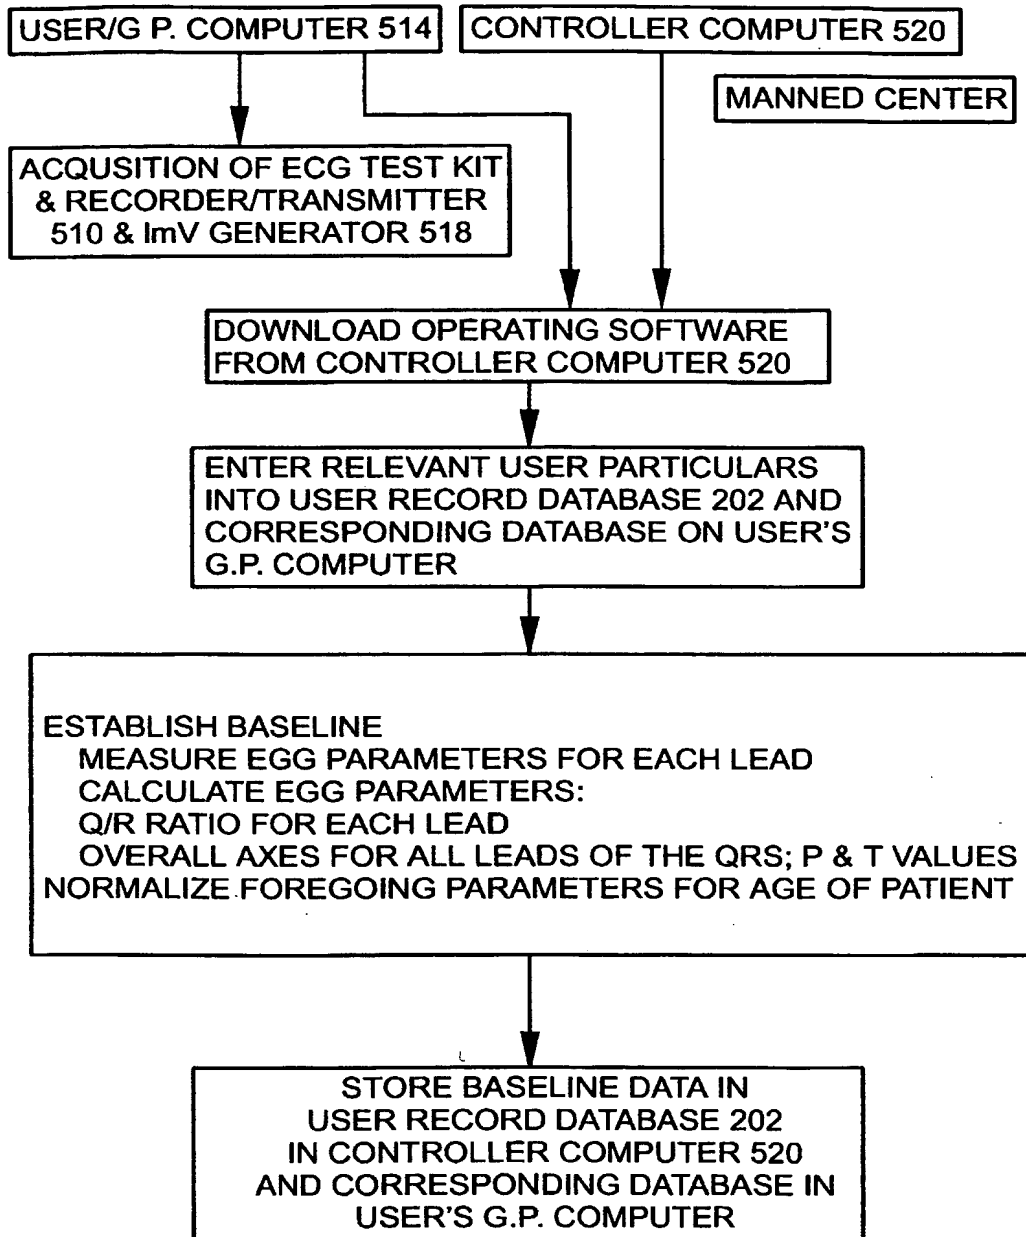 USER/G P. COMPUTER 514
CONTROLLER COMPUTER 520
MANNED CENTER
ACQUSITION OF ECG TEST KIT
& RECORDER/TRANSMITTER
510 & ImV GENERATOR 518
DOWNLOAD OPERATING SOFTWARE
FROM CONTROLLER COMPUTER 520
ENTER RELEVANT USER PARTICULARS
INTO USER RECORD DATABASE 202 AND
CORRESPONDING DATABASE ON USER'S
G.P. COMPUTER
ESTABLISH BASELINE
MEASURE EGG PARAMETERS FOR EACH LEAD
CALCULATE EGG PARAMETERS:
Q/R RATIO FOR EACH LEAD
OVERALL AXES FOR ALL LEADS OF THE QRS; P & T VALUES
NORMALIZE FOREGOING PARAMETERS FOR AGE OF PATIENT
STORE BASELINE DATA IN
USER RECORD DATABASE 202
IN CONTROLLER COMPUTER 520
AND CORRESPONDING DATABASE IN
USER'S G.P. COMPUTER